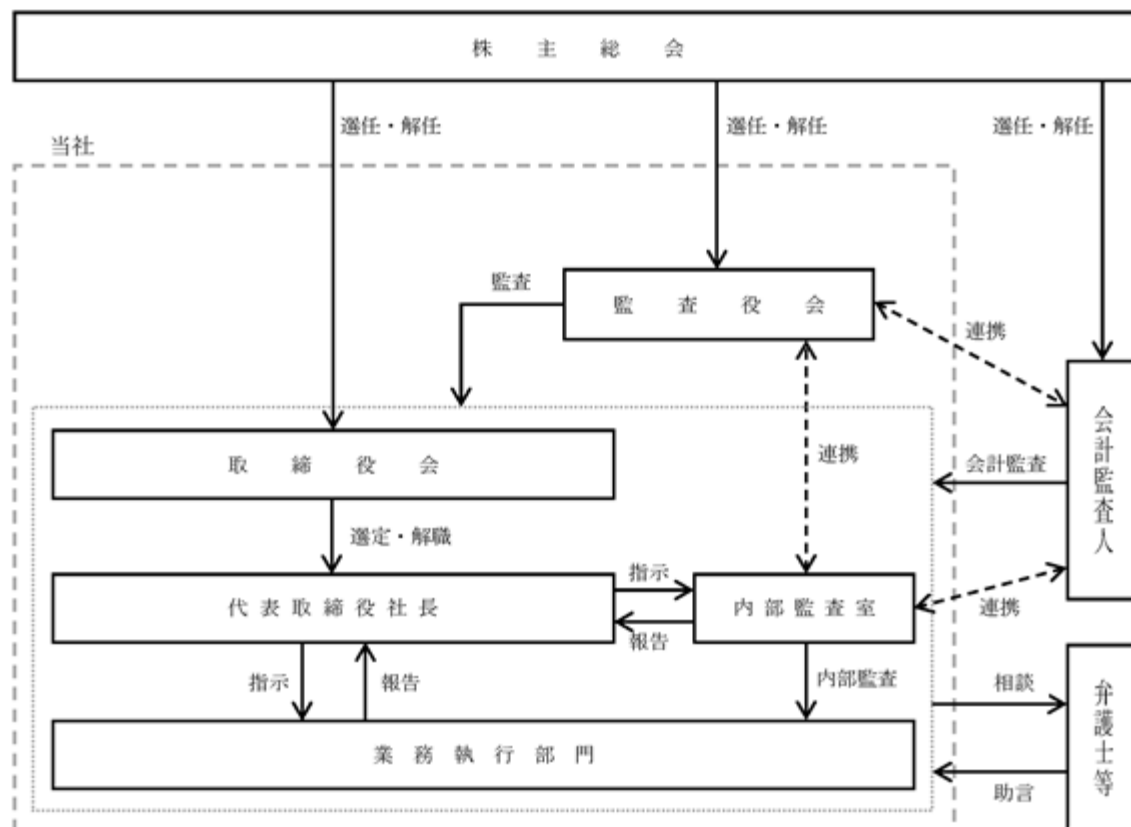 株主総会
選任・解任
選任・解任
選任・解任
当社
監査
監査役会
連携
会計監査人
取締役会
連携
会計監査
選定・解職
指示
代表取締役社長
内部監査室
連携
報告
指示
報告
内部監査
相談
弁護士等
業務執行部門
助言